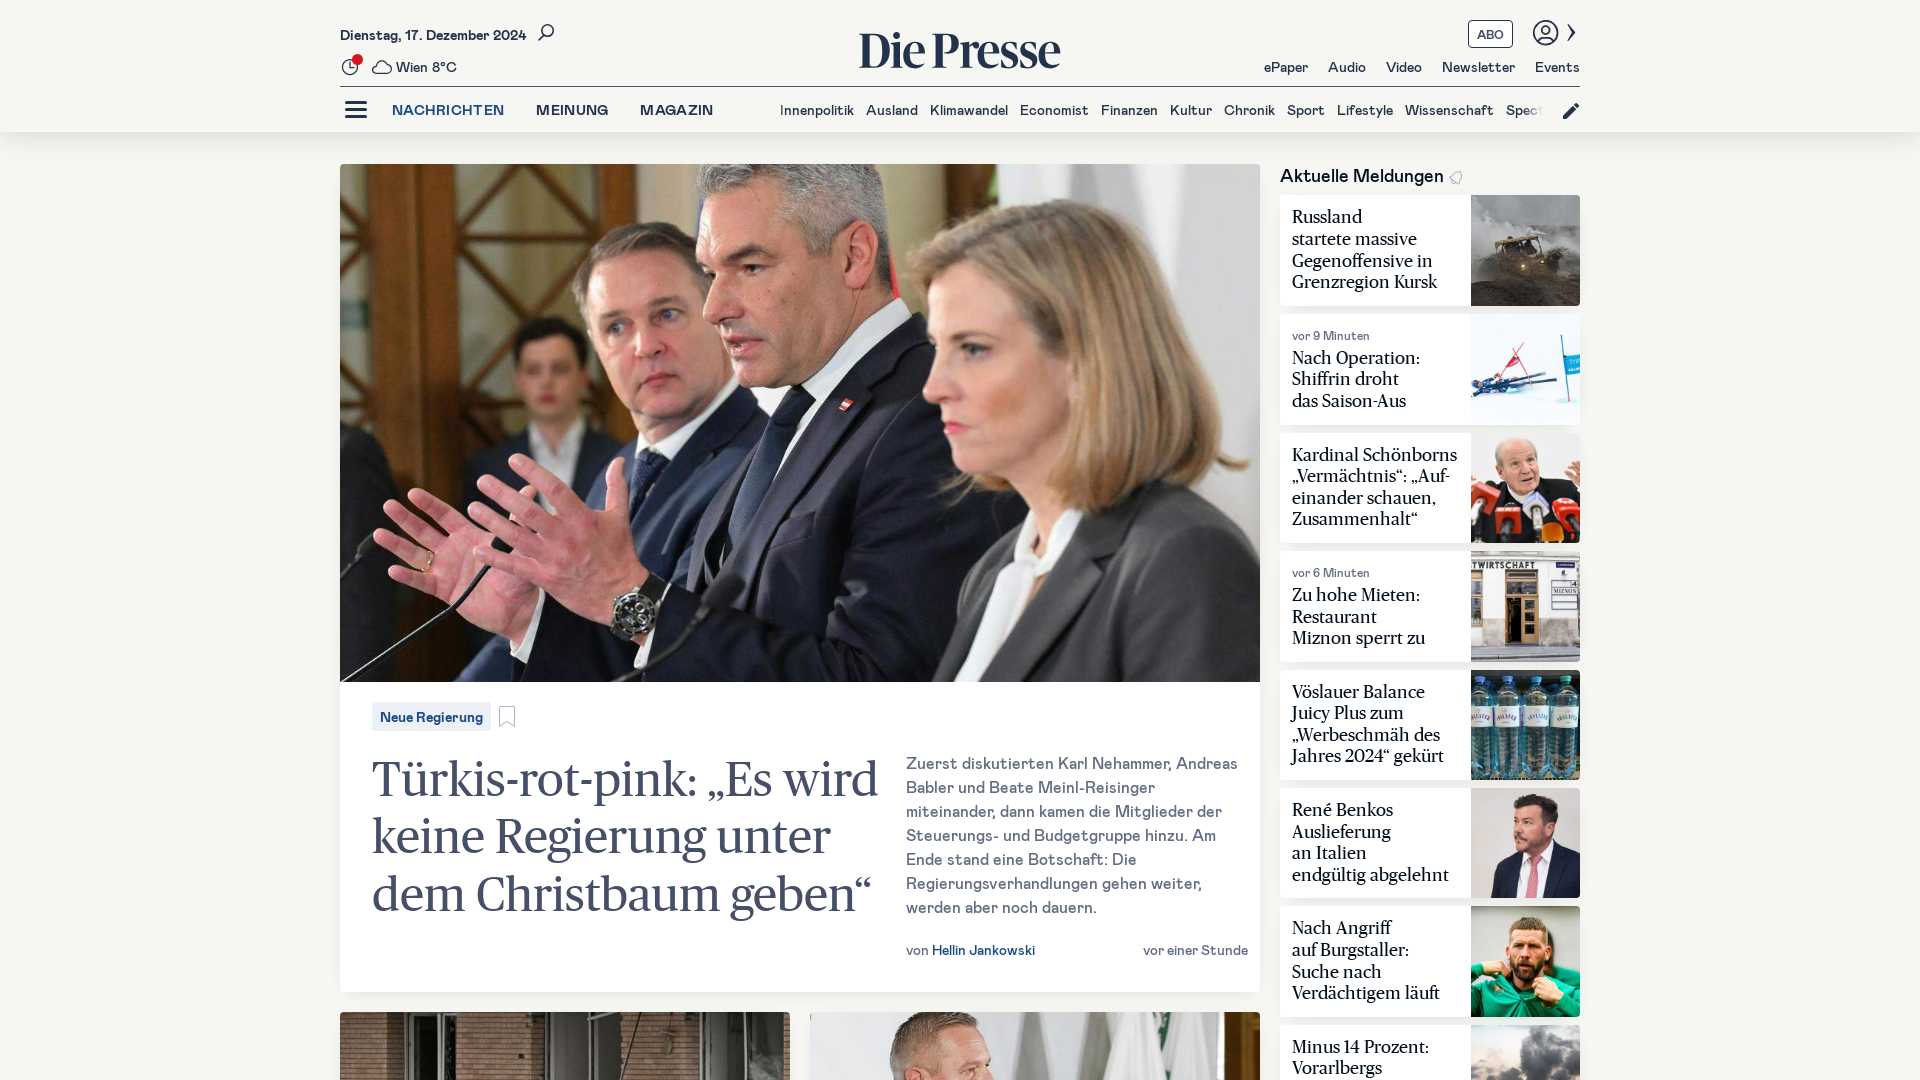 Dienstag, 17. Dezember 2024
Wien 8°C
Die Presse
ABO
ePaper Audio Video Newsletter Events
NACHRICHTEN MEINUNG MAGAZIN
Innenpolitik Ausland Klimawandel Economist Finanzen Kultur Chronik Sport Lifestyle Wissenschaft Spect
Neue Regierung
Türkis-rot-pink: „Es wird
keine Regierung unter
dem Christbaum geben“
Zuerst diskutierten Karl Nehammer, Andreas
Babler und Beate Meinl-Reisinger
miteinander, dann kamen die Mitglieder der
Steuerungs- und Budgetgruppe hinzu. Am
Ende stand eine Botschaft: Die
Regierungsverhandlungen gehen weiter,
werden aber noch dauern.
von Hellin Jankowski
vor einer Stunde
Aktuelle Meldungen
Russland
startete massive
Gegenoffensive in
Grenzregion Kursk
vor 9 Minuten
Nach Operation:
Shiffrin droht
das Saison-Aus
Kardinal Schönborns
„Vermächtnis“: „Auf-
einander schauen,
Zusammenhalt“
vor 6 Minuten
Zu hohe Mieten:
Restaurant
Miznon sperrt zu
TWIRTSCHAFT
MIZNON
Vöslauer Balance
Juicy Plus zum
„Werbeschmäh des
Jahres 2024“ gekürt
René Benkos
Auslieferung
an Italien
endgültig abgelehnt
Nach Angriff
auf Burgstaller:
Suche nach
Verdächtigem läuft
Minus 14 Prozent:
Vorarlbergs